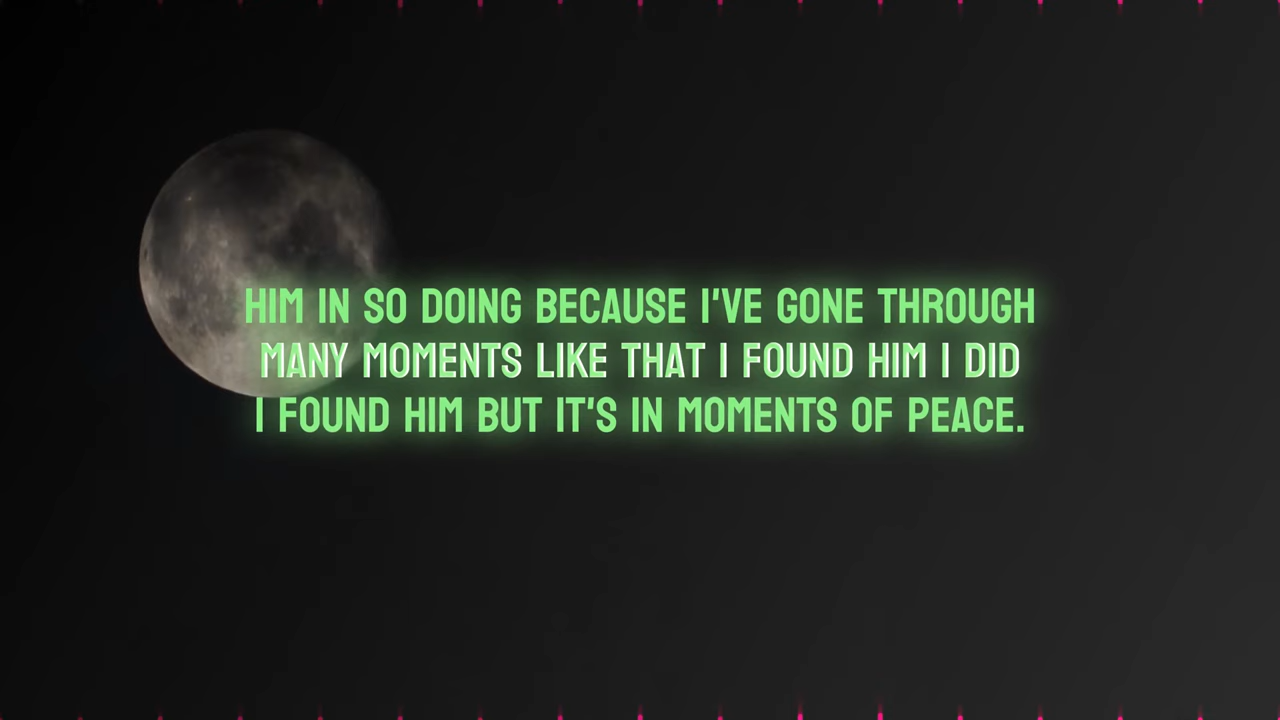 HIM IN SO DOING BECAUSE I'VE GONE THROUGH
MANY MOMENTS LIKE THAT I FOUND HIM I DID
I FOUND HIM BUT IT'S IN MOMENTS OF PEACE.